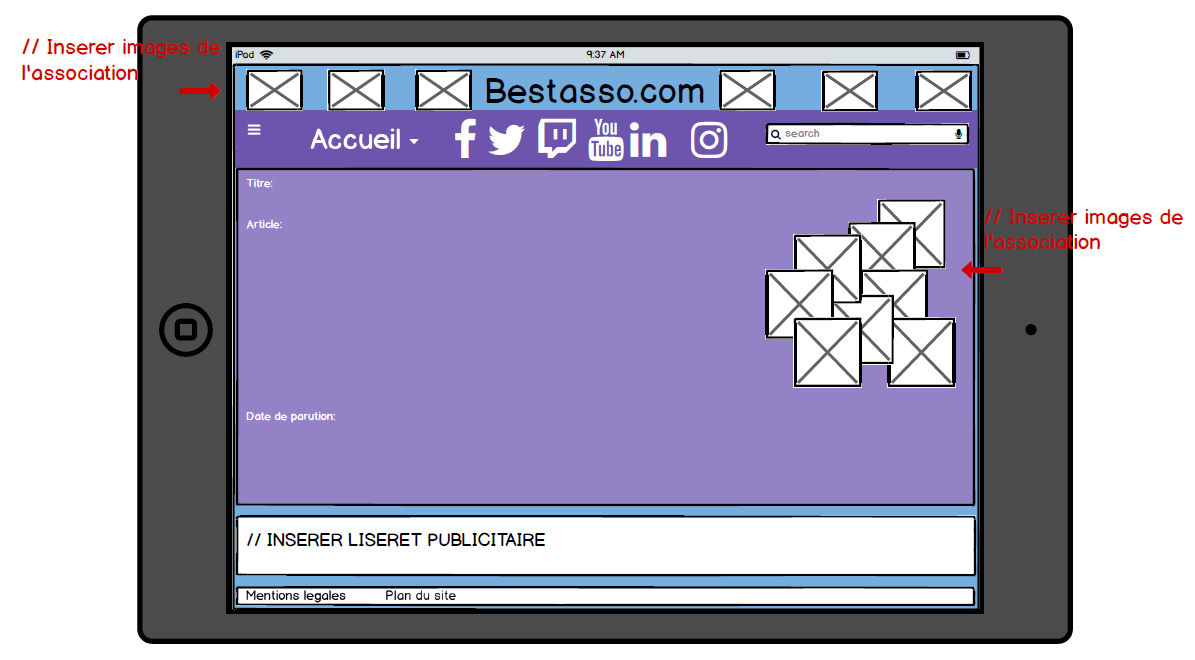 // Inserer images de
l'association
iPad
9:37 AM
Bestasso.com
Accueil
You
Tube
in
search
Titre:
Article:
// Inserer images de
l'association
Date de parution:
// INSERER LISERET PUBLICITAIRE
Mentions legales
Plan du site